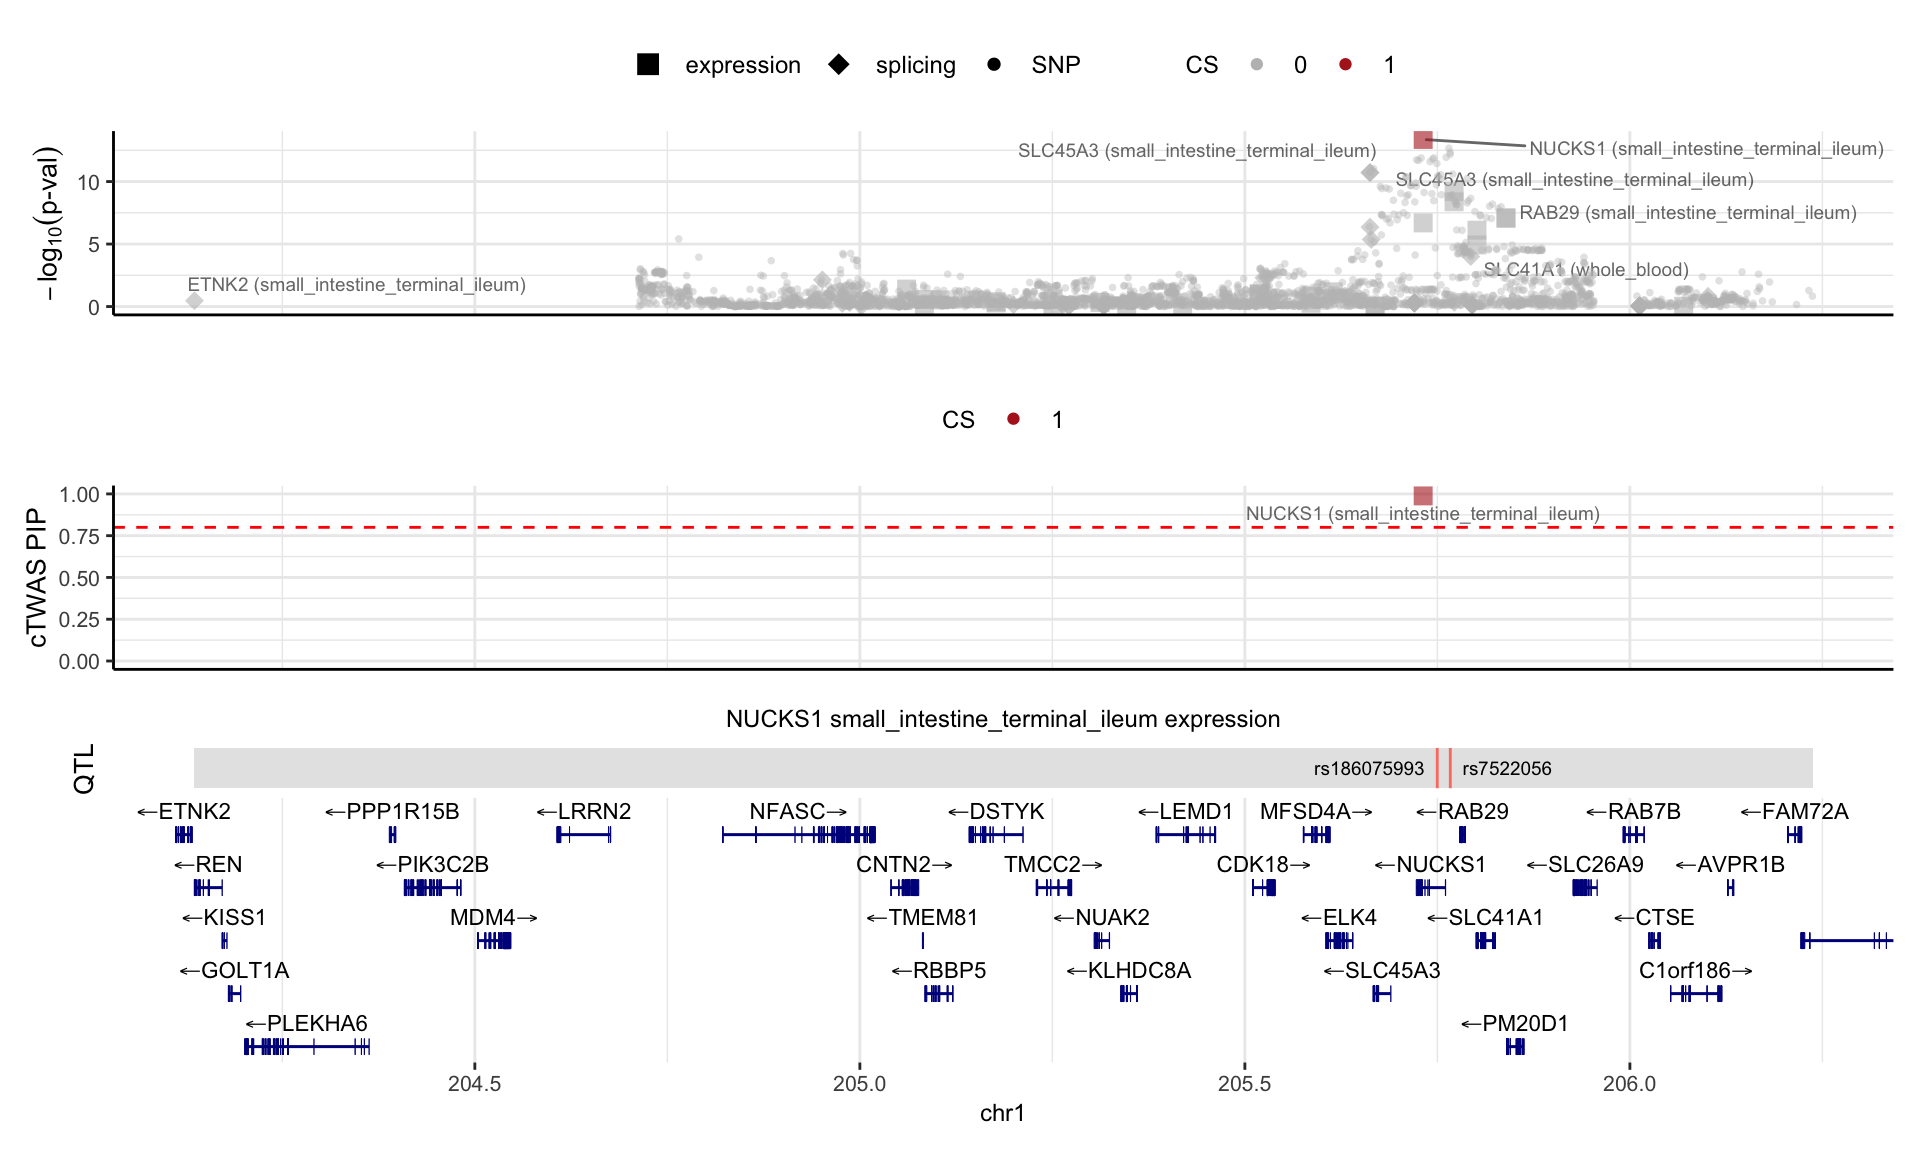 expression splicing SNP CS 0 1
−log10(p-val)
10
5
0
SLC45A3 (small_intestine_terminal_ileum)
NUCKS1 (small_intestine_terminal_ileum)
SLC45A3 (small_intestine_terminal_ileum)
RAB29 (small_intestine_terminal_ileum)
SLC41A1 (whole_blood)
ETNK2 (small_intestine_terminal_ileum)
CS 1
cTWAS PIP
1.00
0.75
0.50
0.25
0.00
NUCKS1 (small_intestine_terminal_ileum)
NUCKS1 small_intestine_terminal_ileum expression
QTL
rs186075993 rs7522056
←ETNK2 ←PPP1R15B ←LRRN2 NFASC→ ←DSTYK ←LEMD1 MFSD4A→ ←RAB29 ←RAB7B ←FAM72A
←REN ←PIK3C2B CNTN2→ TMCC2→ CDK18→ ←NUCKS1 ←SLC26A9 ←AVPR1B
←KISS1 MDM4→ ←TMEM81 ←NUAK2 ←ELK4 ←SLC41A1 ←CTSE
←GOLT1A ←RBBP5 ←KLHDC8A ←SLC45A3 C1orf186→
←PLEKHA6 ←PM20D1
204.5 205.0 205.5 206.0
chr1